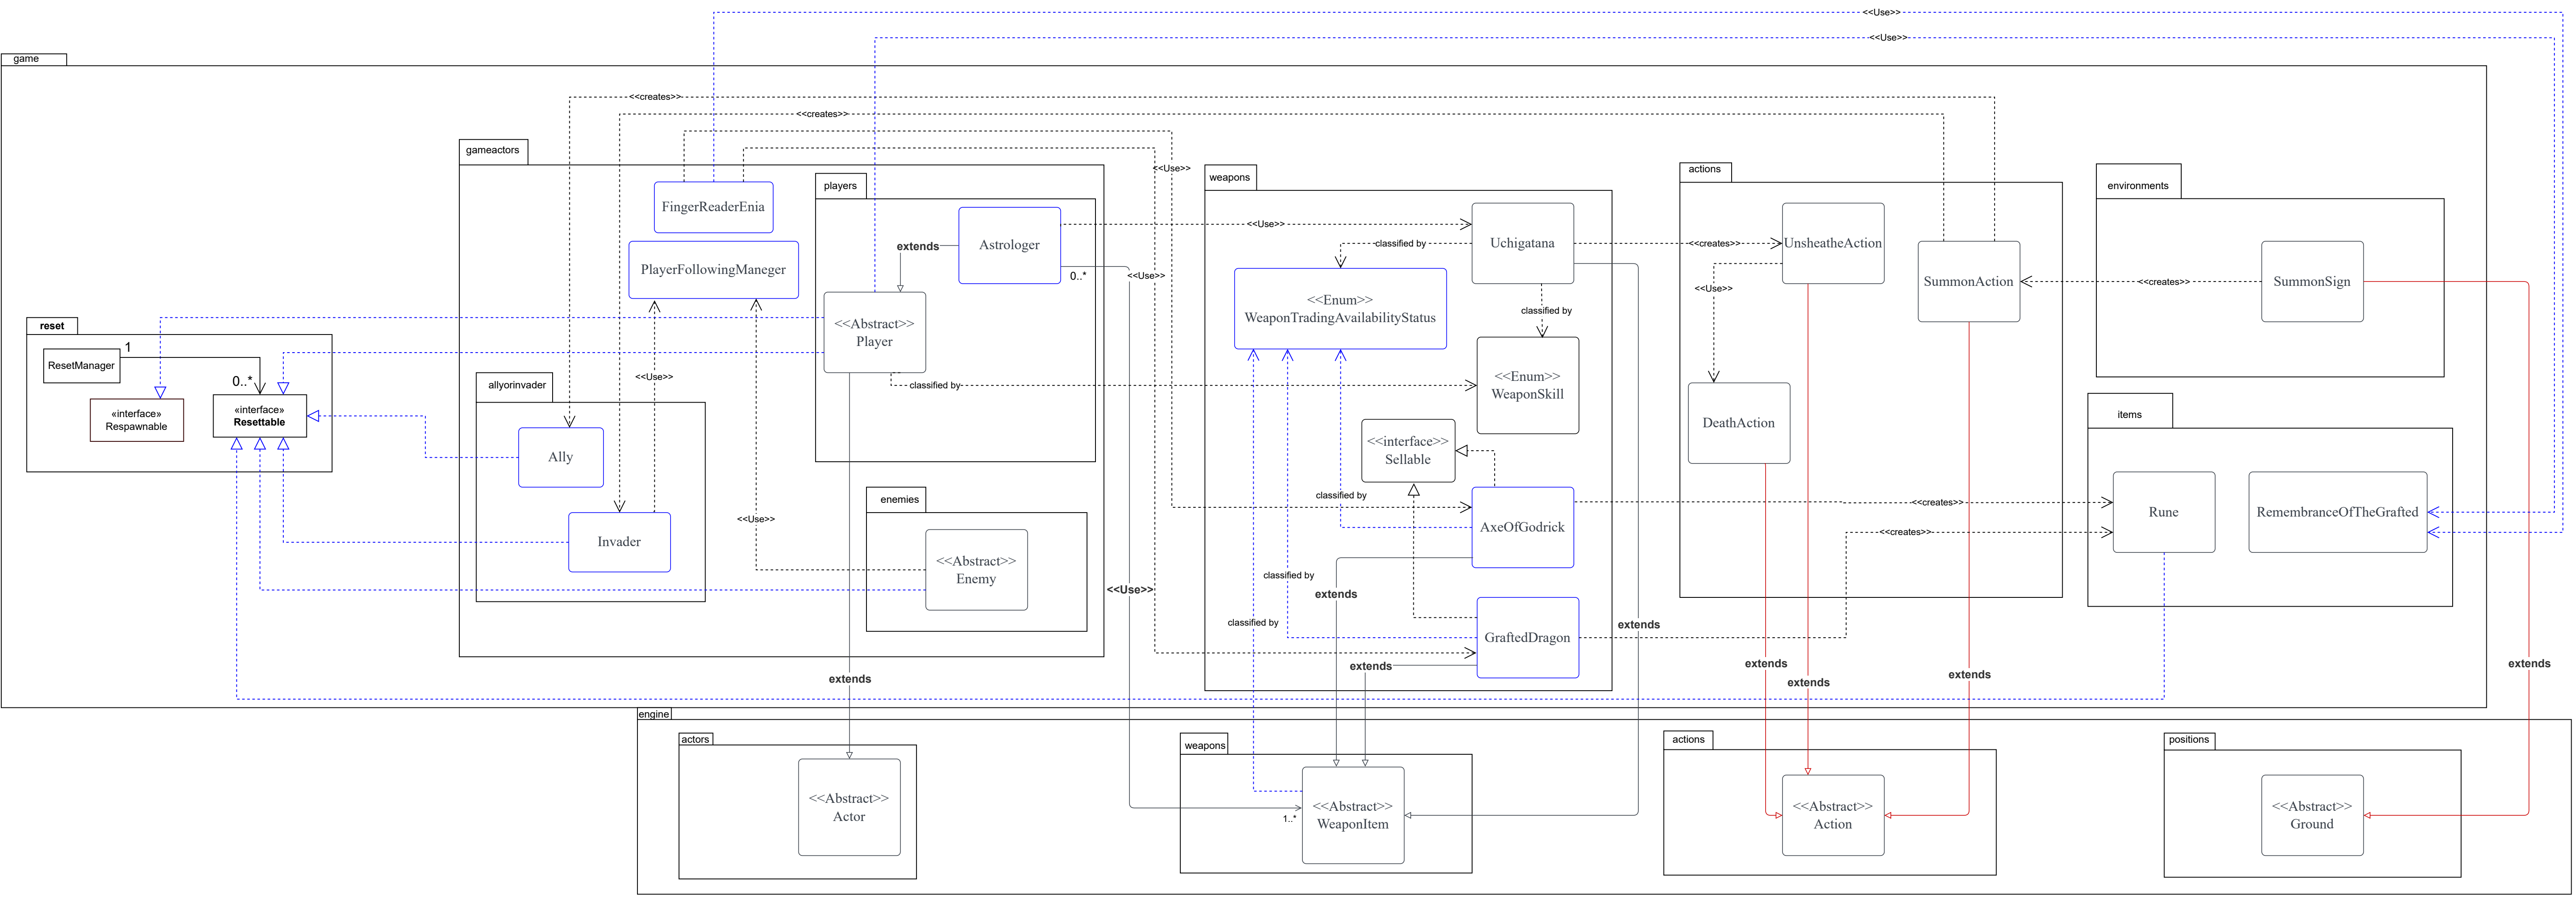 <<Use>>
<<Use>>
game
<<creates>>
<<creates>>
gameactors
<<Use>>
weapons
actions
environments
FingerReaderEnia
players
PlayerFollowingManeger
extends
Astrologer
0..*
<<Use>>
<<Use>>
classified by
Uchigatana
<<creates>>
UnsheatheAction
SummonAction
<<creates>>
SummonSign
<<Enum>>
WeaponTradingAvailabilityStatus
<<Use>>
classified by
<<Abstract>>
Player
reset
ResetManager
1
0..*
«interface»
Respawnable
«interface»
Resettable
<<Use>>
allyorinvader
classified by
<<Enum>>
WeaponSkill
DeathAction
items
<<interface>>
Sellable
Ally
Invader
<<Use>>
enemies
<<Abstract>>
Enemy
<<Use>>
classified by
AxeOfGodrick
<<creates>>
Rune
RemembranceOfTheGrafted
<<creates>>
classified by
extends
classified by
GraftedDragon
extends
extends
extends
extends
extends
extends
extends
engine
actors
<<Abstract>>
Actor
weapons
1..*
<<Abstract>>
WeaponItem
actions
<<Abstract>>
Action
positions
<<Abstract>>
Ground